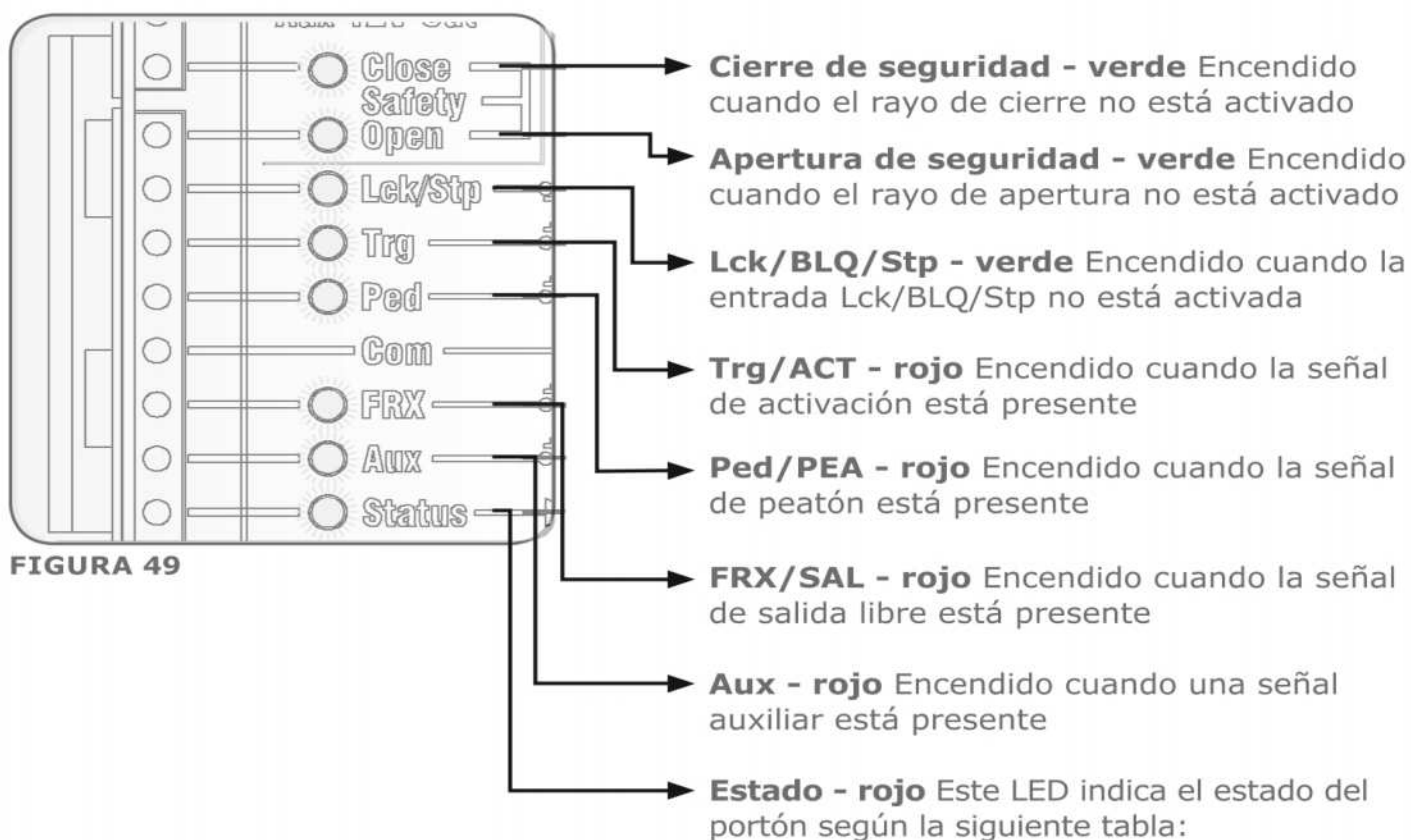 Close
Safety
Open
Lck/Stp
Trg
Ped
Com
FRX
Aux
Status
FIGURA 49
Cierre de seguridad - verde Encendido
cuando el rayo de cierre no está activado
Apertura de seguridad - verde Encendido
cuando el rayo de apertura no está activado
Lck/BLQ/Stp - verde Encendido cuando la
entrada Lck/BLQ/Stp no está activada
Trg/ACT - rojo Encendido cuando la señal
de activación está presente
Ped/PEA - rojo Encendido cuando la señal
de peatón está presente
FRX/SAL - rojo Encendido cuando la señal
de salida libre está presente
Aux - rojo Encendido cuando una señal
auxiliar está presente
Estado - rojo Este LED indica el estado del
portón según la siguiente tabla: